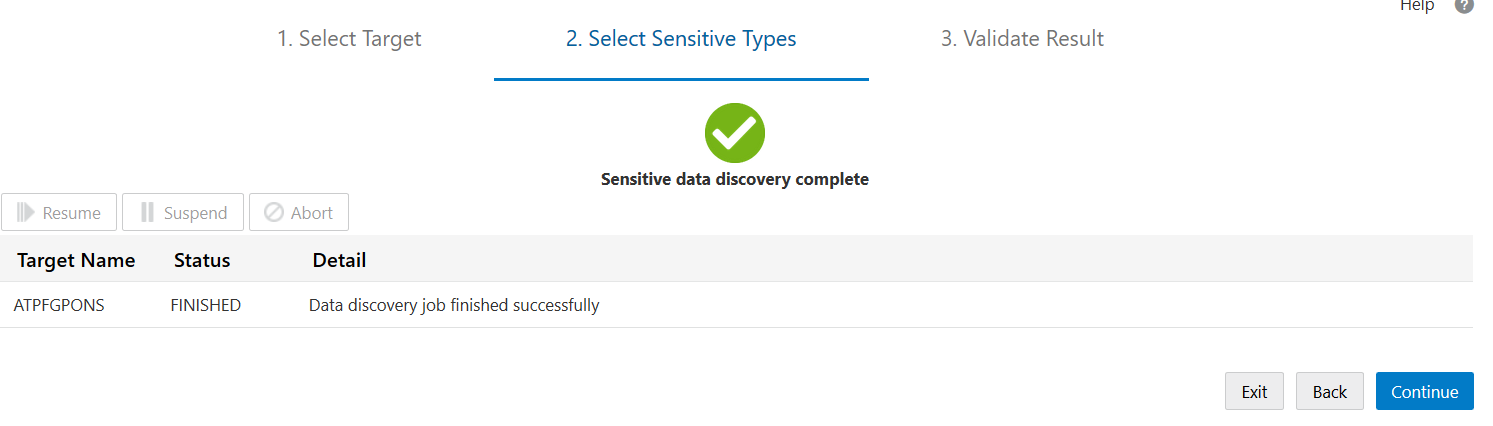 Help ?
1. Select Target 2. Select Sensitive Types 3. Validate Result
Sensitive data discovery complete
Resume Suspend Abort
Target Name Status Detail
ATPFGPONS FINISHED Data discovery job finished successfully
Exit Back Continue